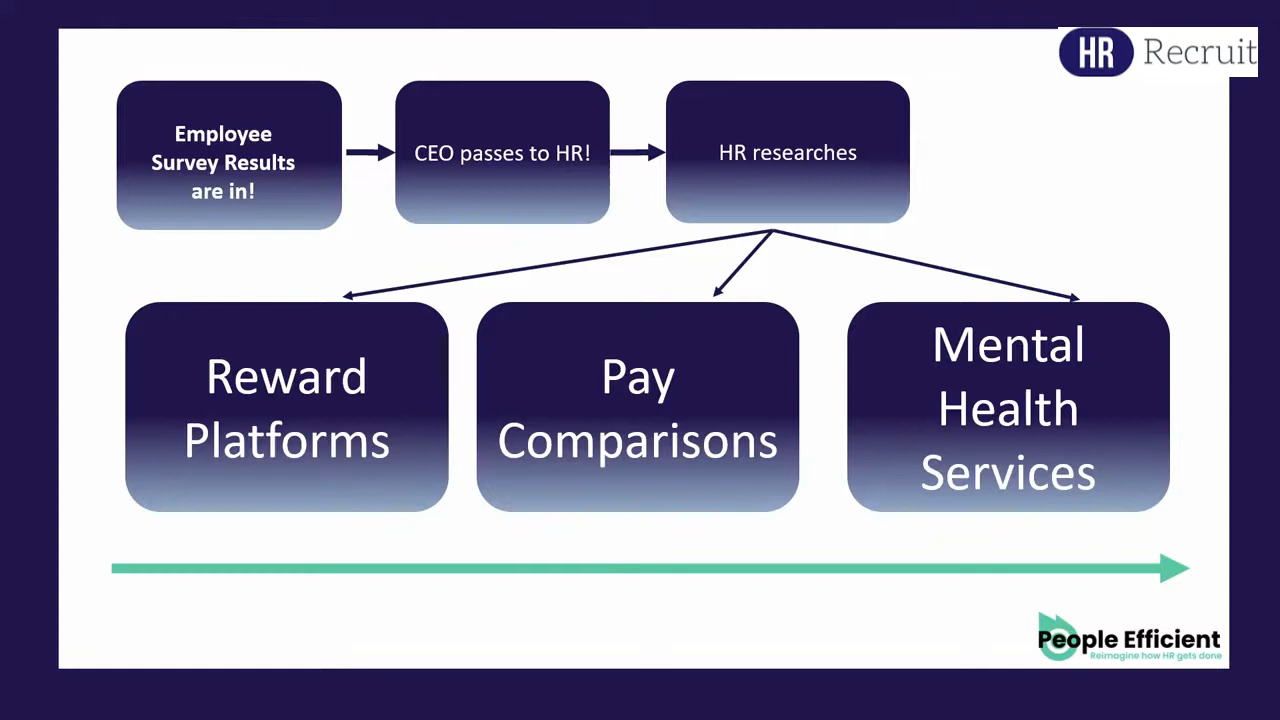 HR Recruit
Employee
Survey Results
are in!
CEO passes to HR!
HR researches
Reward
Platforms
Pay
Comparisons
Mental
Health
Services
People Efficient
Reimagine how HR gets done